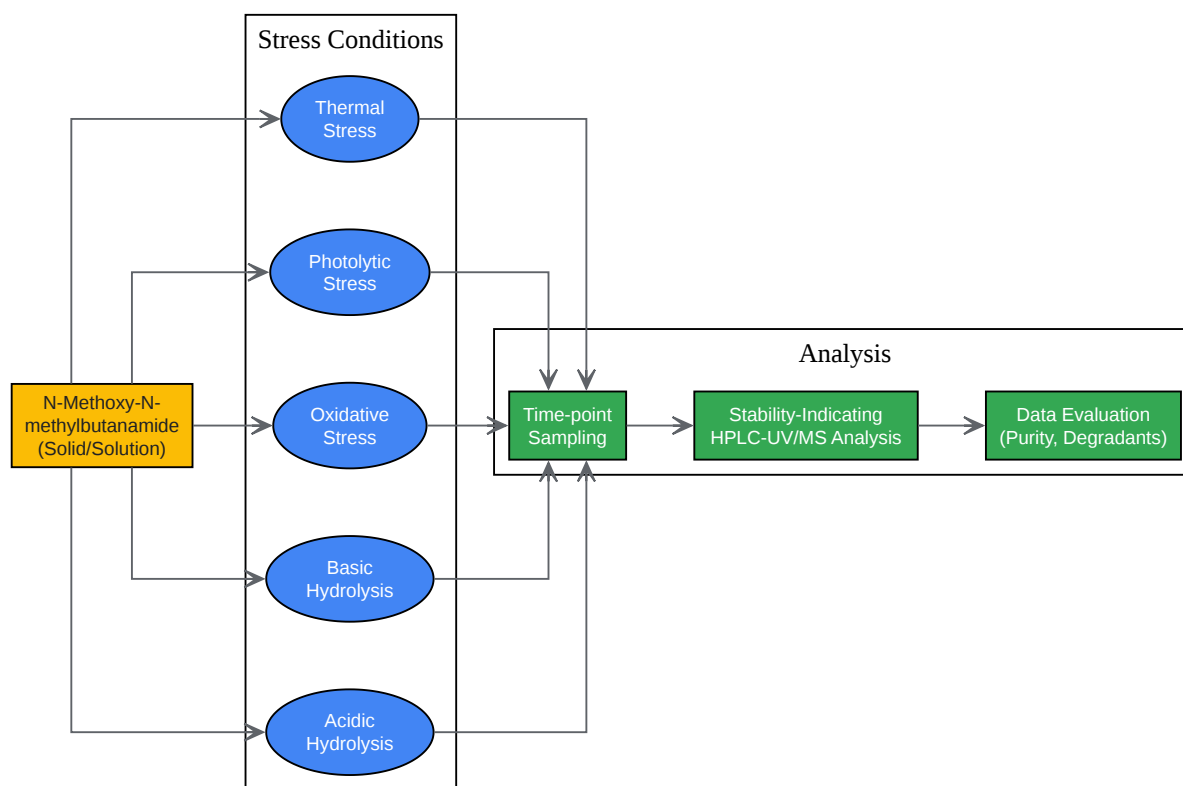 Stress Conditions
Thermal
Stress
Photolytic
Stress
Oxidative
Stress
Basic
Hydrolysis
Acidic
Hydrolysis
N-Methoxy-N-
methylbutanamide
(Solid/Solution)
Analysis
Time-point
Sampling
Stability-Indicating
HPLC-UV/MS Analysis
Data Evaluation
(Purity, Degradants)